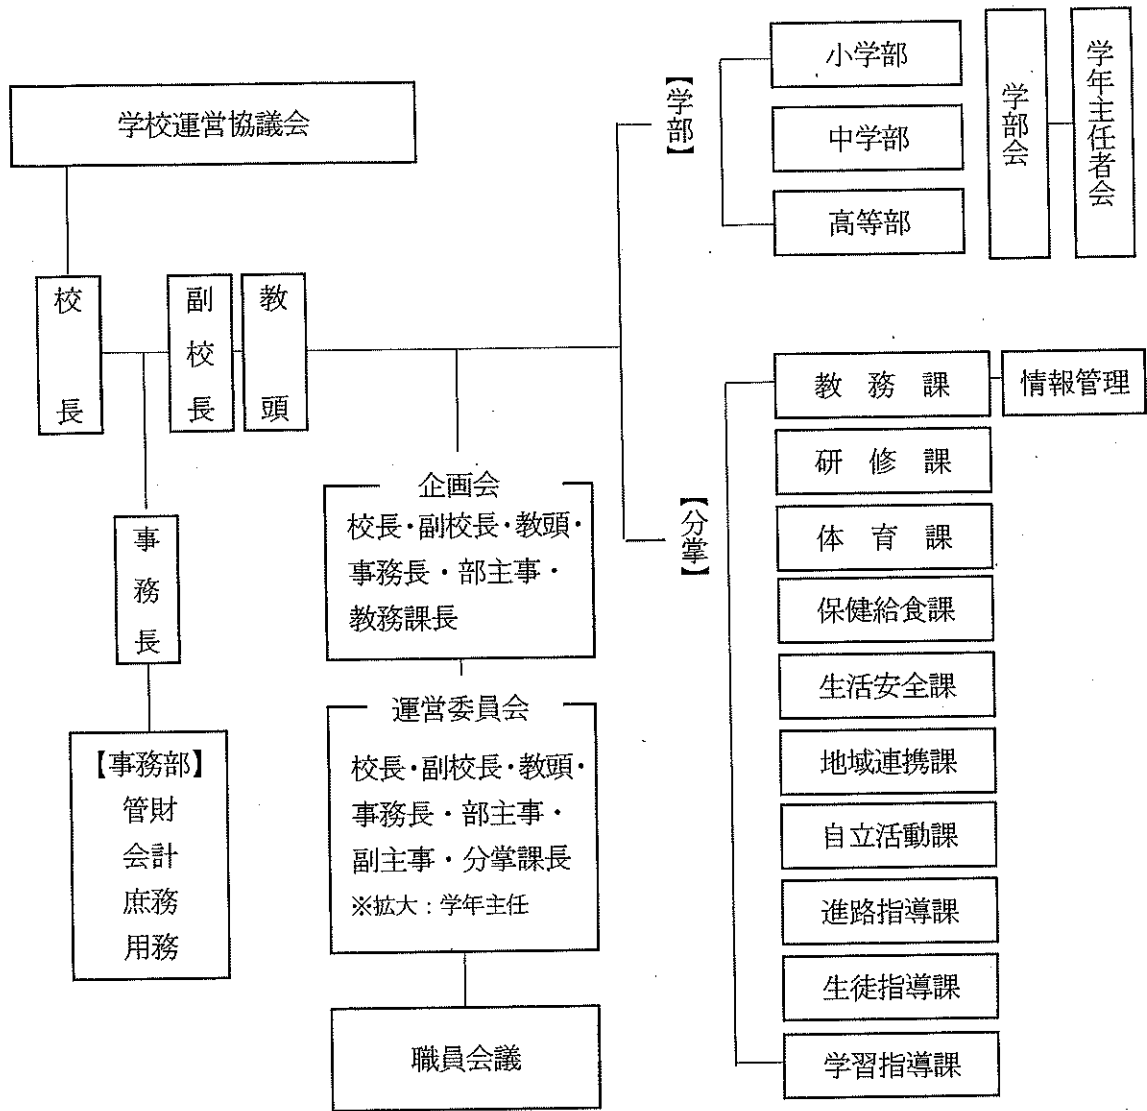 学校運営協議会
校長
副校長
教頭
事務長
【事務部】
管財
会計
庶務
用務
企画会
校長・副校長・教頭・
事務長・部主事・
教務課長
運営委員会
校長・副校長・教頭・
事務長・部主事・
副主事・分掌課長
※拡大：学年主任
職員会議
【学部】
小学部
中学部
高等部
学部会
学年主任者会
【分掌】
教務課
情報管理
研修課
体育課
保健給食課
生活安全課
地域連携課
自立活動課
進路指導課
生徒指導課
学習指導課